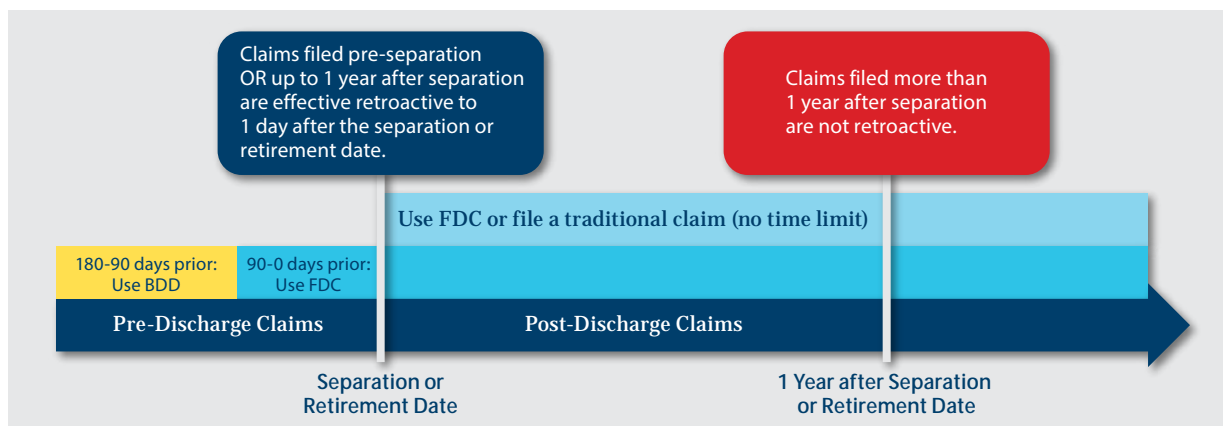 Claims filed pre-separation
OR up to 1 year after separation
are effective retroactive to
1 day after the separation or
retirement date.
Claims filed more than
1 year after separation
are not retroactive.
Use FDC or file a traditional claim (no time limit)
180-90 days prior:
Use BDD
90-0 days prior:
Use FDC
Pre-Discharge Claims
Post-Discharge Claims
Separation or
Retirement Date
1 Year after Separation
or Retirement Date